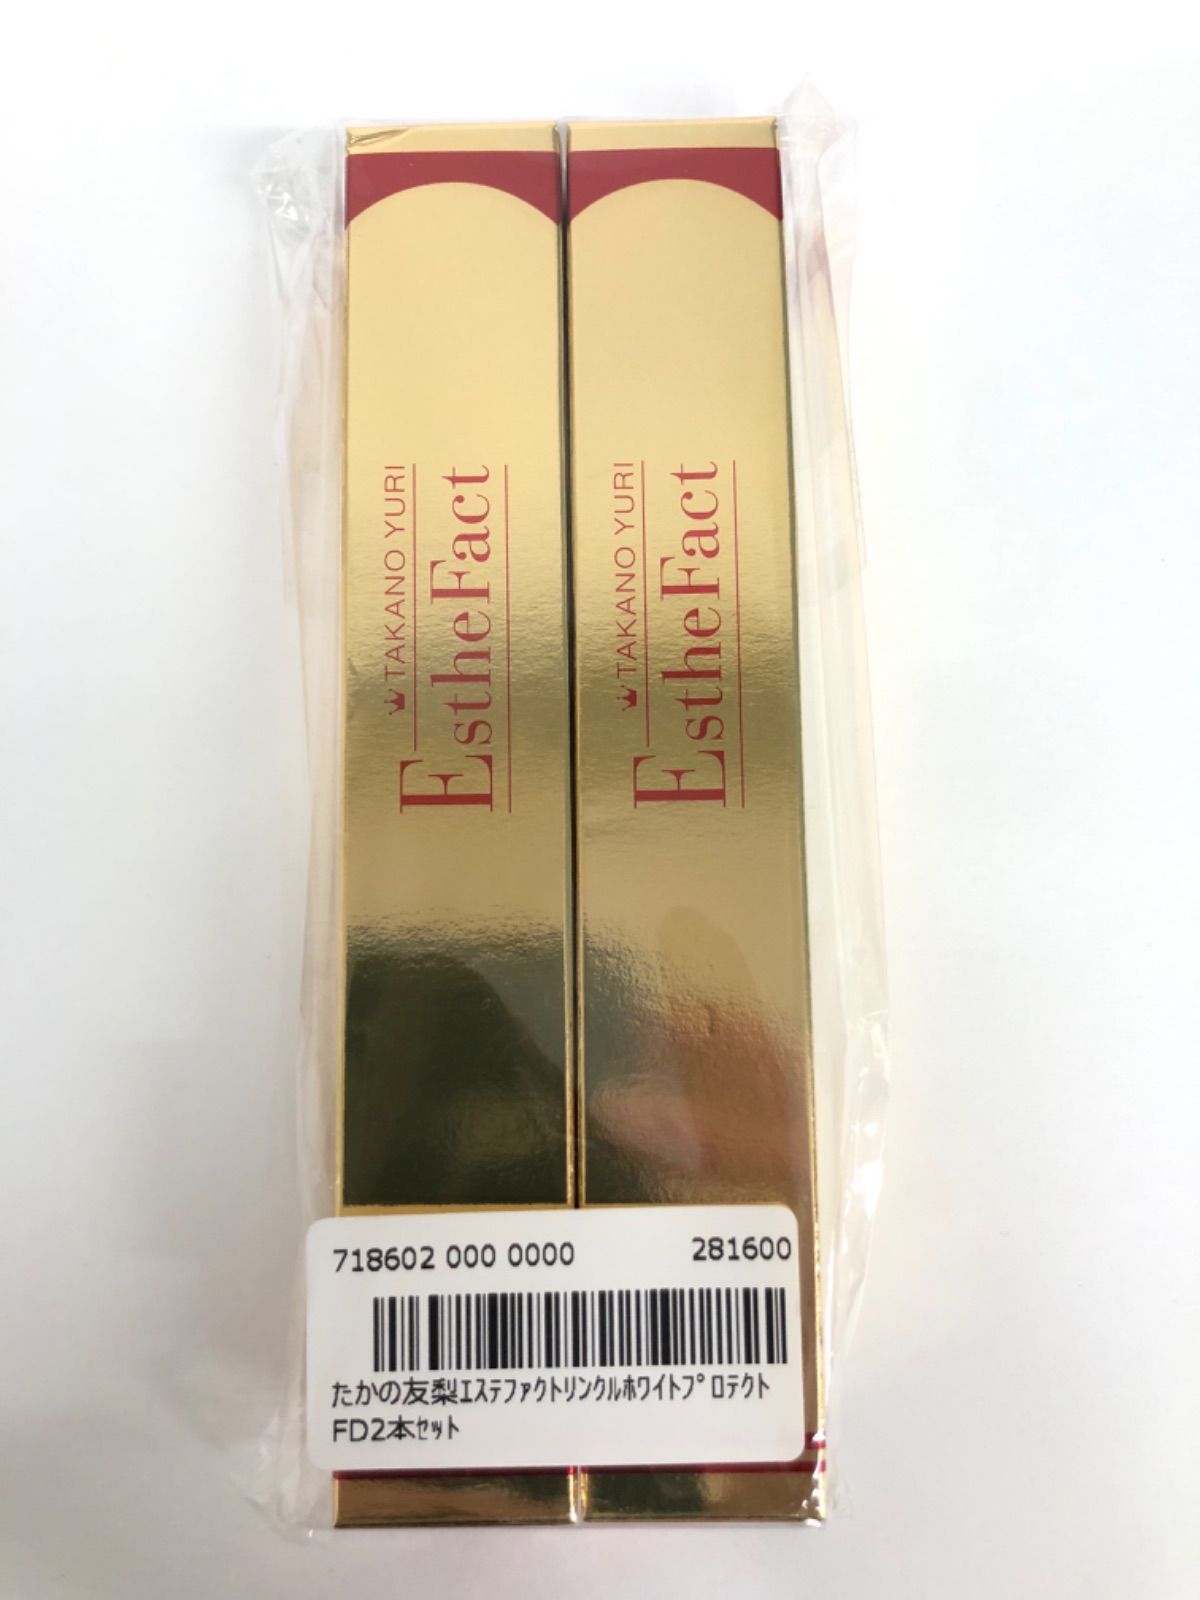 TAKANO YURI
EstheFact
TAKANO YURI
EstheFact
718602 000 0000 281600
たかの友梨ｴｽﾃﾌｧｸﾄﾘﾝｸﾙﾎﾜｲﾄﾌﾟﾛﾃｸﾄ
FD2本ｾｯﾄ